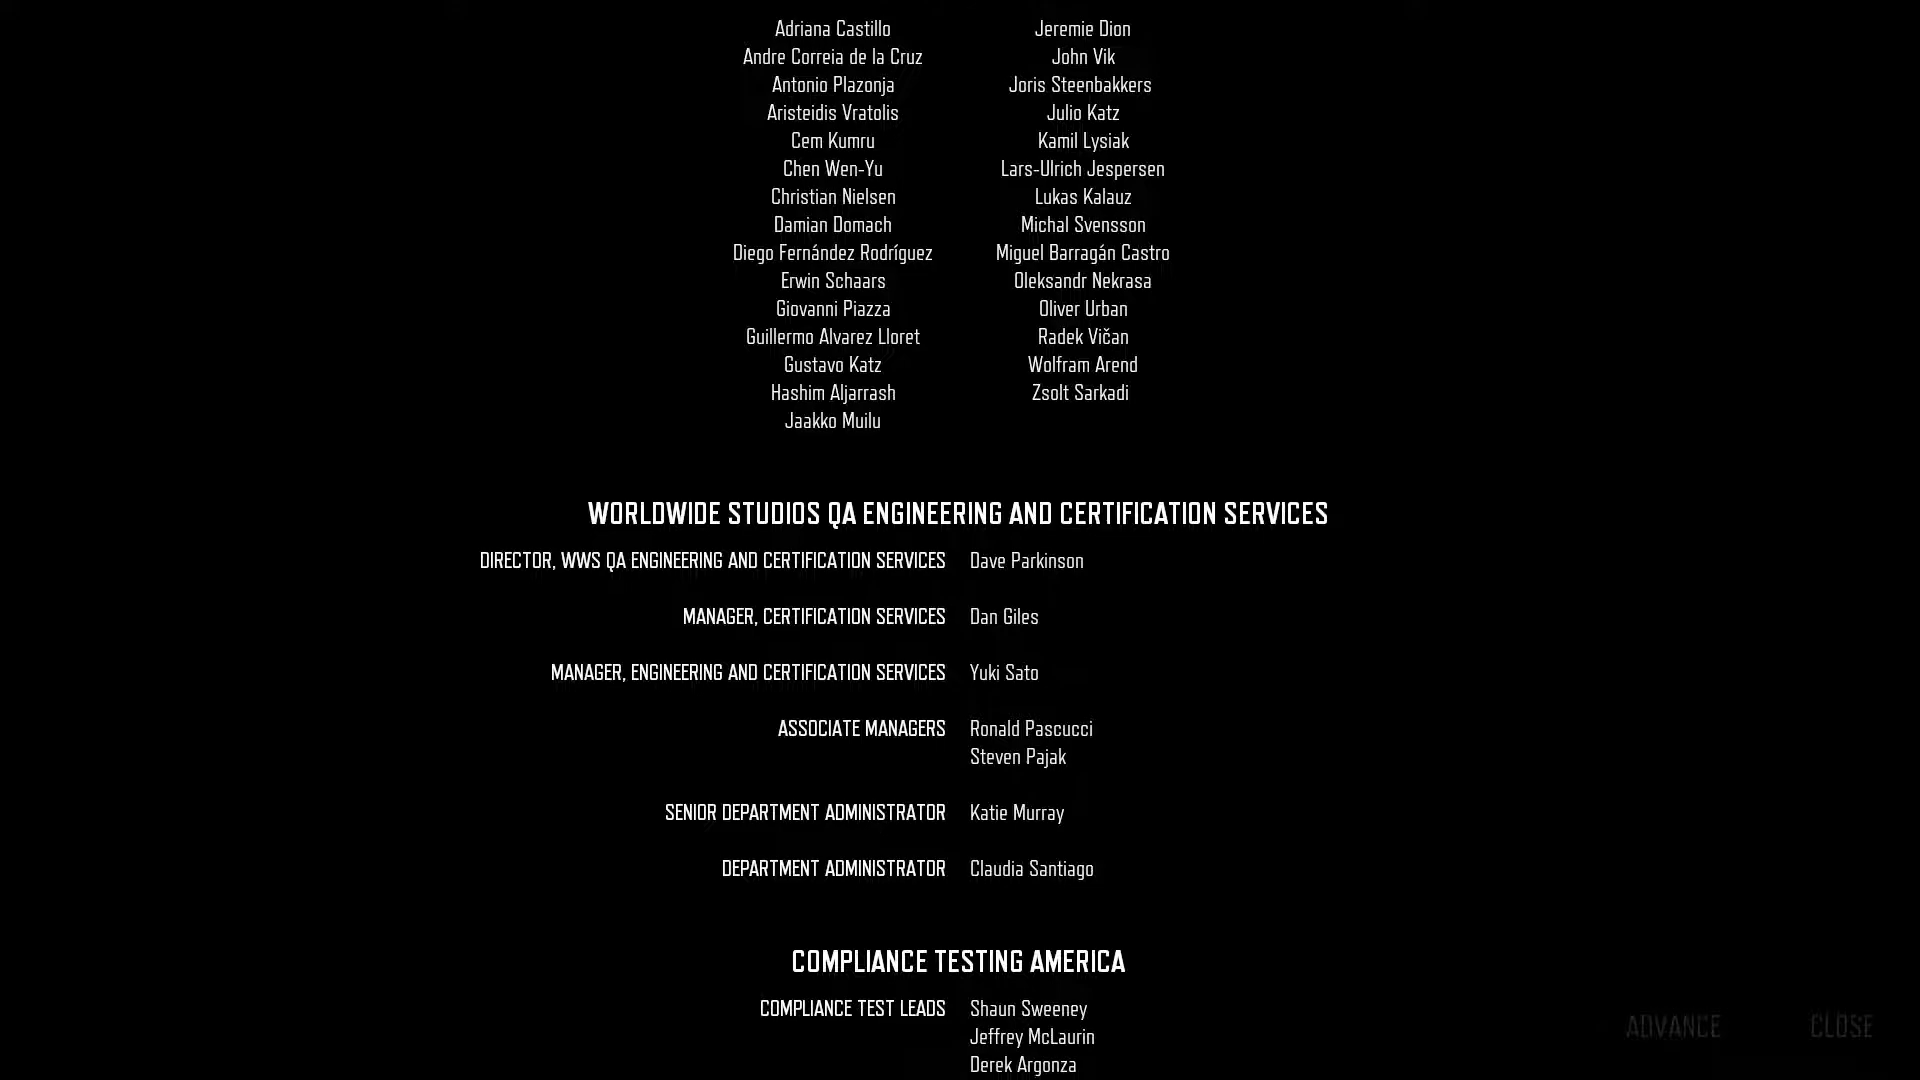 Adriana Castillo
Andre Correia de la Cruz
Antonio Plazonja
Aristeidis Vratolis
Cem Kumru
Chen Wen-Yu
Christian Nielsen
Damian Domach
Diego Fernández Rodríguez
Erwin Schaars
Giovanni Piazza
Guillermo Alvarez Lloret
Gustavo Katz
Hashim Aljarrash
Jaakko Muilu
Jeremie Dion
John Vik
Joris Steenbakkers
Julio Katz
Kamil Lysiak
Lars-Ulrich Jespersen
Lukas Kalauz
Michal Svensson
Miguel Barragán Castro
Oleksandr Nekrasa
Oliver Urban
Radek Vičan
Wolfram Arend
Zsolt Sarkadi
WORLDWIDE STUDIOS QA ENGINEERING AND CERTIFICATION SERVICES
DIRECTOR, WWS QA ENGINEERING AND CERTIFICATION SERVICES Dave Parkinson
MANAGER, CERTIFICATION SERVICES Dan Giles
MANAGER, ENGINEERING AND CERTIFICATION SERVICES Yuki Sato
ASSOCIATE MANAGERS Ronald Pascucci
Steven Pajak
SENIOR DEPARTMENT ADMINISTRATOR Katie Murray
DEPARTMENT ADMINISTRATOR Claudia Santiago
COMPLIANCE TESTING AMERICA
COMPLIANCE TEST LEADS Shaun Sweeney
Jeffrey McLaurin
Derek Argonza
ADVANCE CLOSE